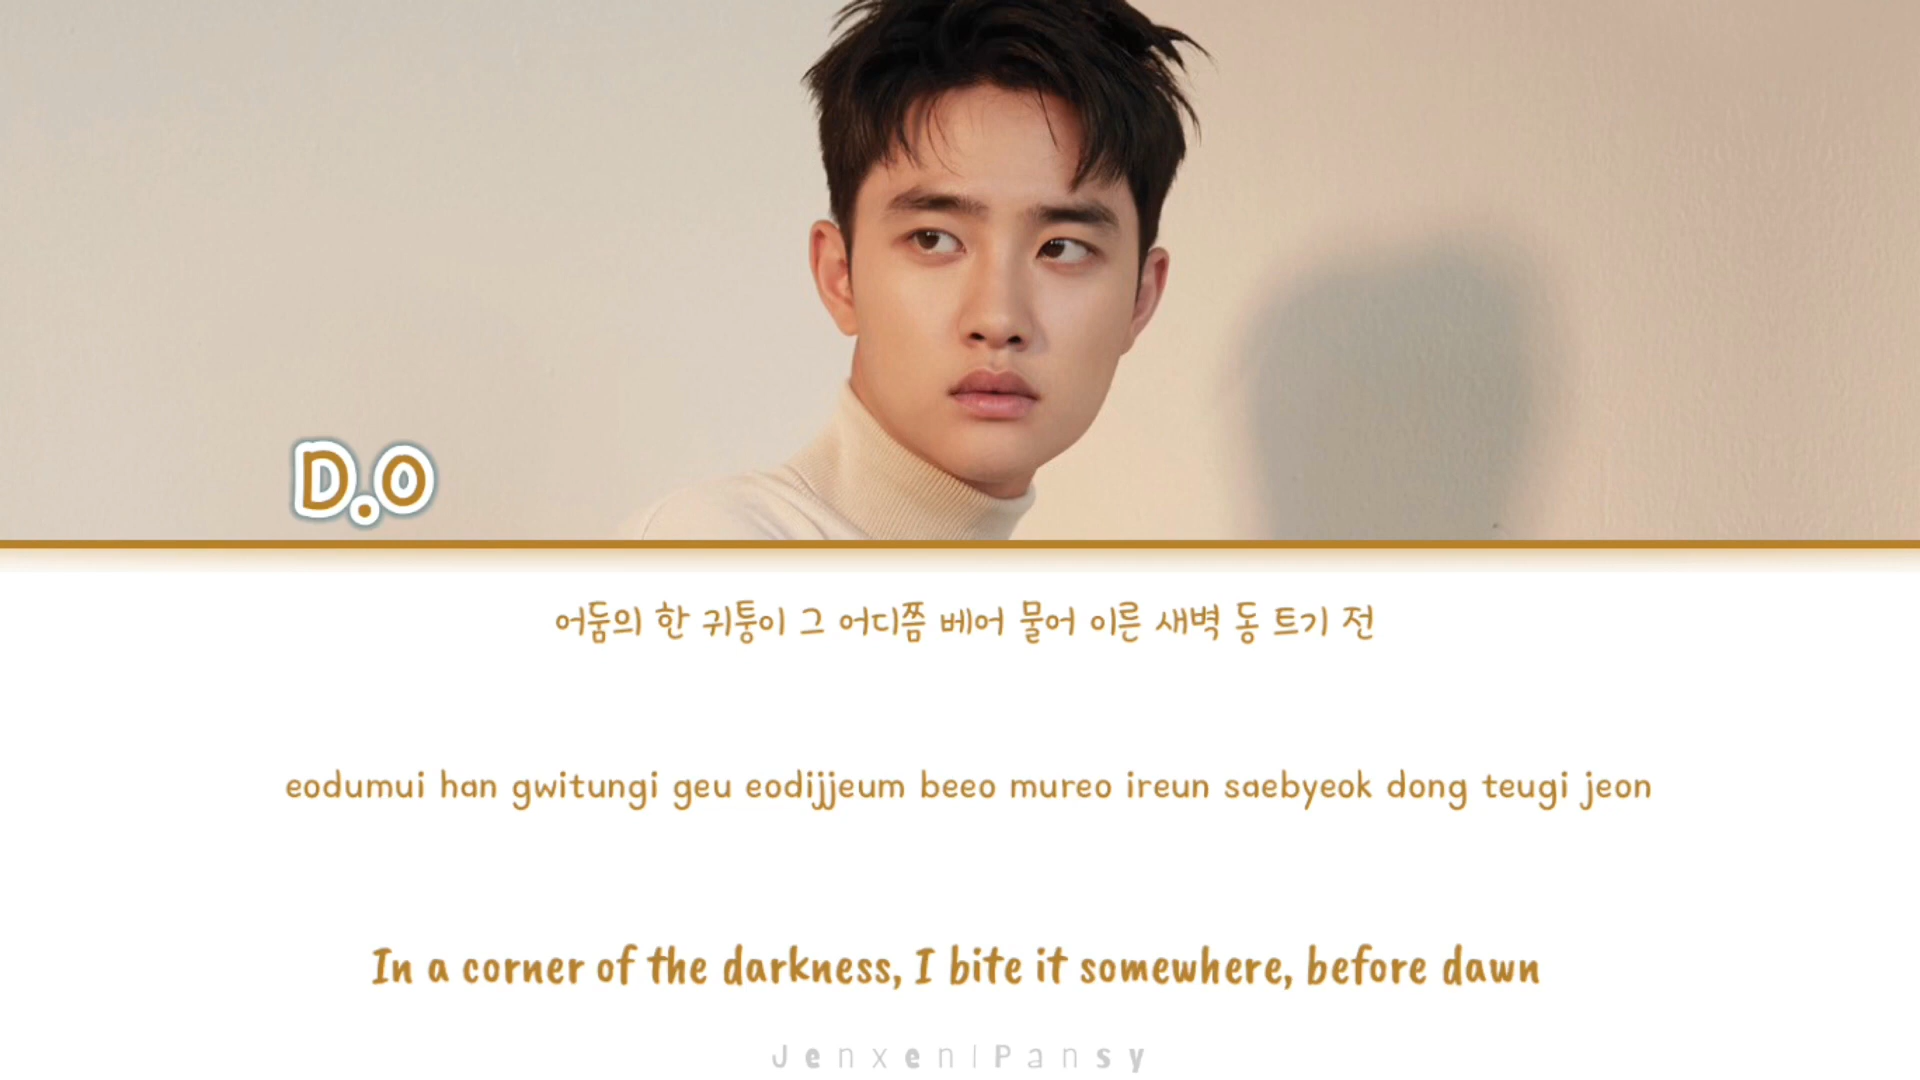 D.O
어둠의 한 귀퉁이 그 어디쯤 베어 물어 이른 새벽 동 트기 전
eodumui han gwitungi geu eodijjeum beeo mureo ireun saebyeok dong teugi jeon
In a corner of the darkness, I bite it somewhere, before dawn
Jenxen|Pansy